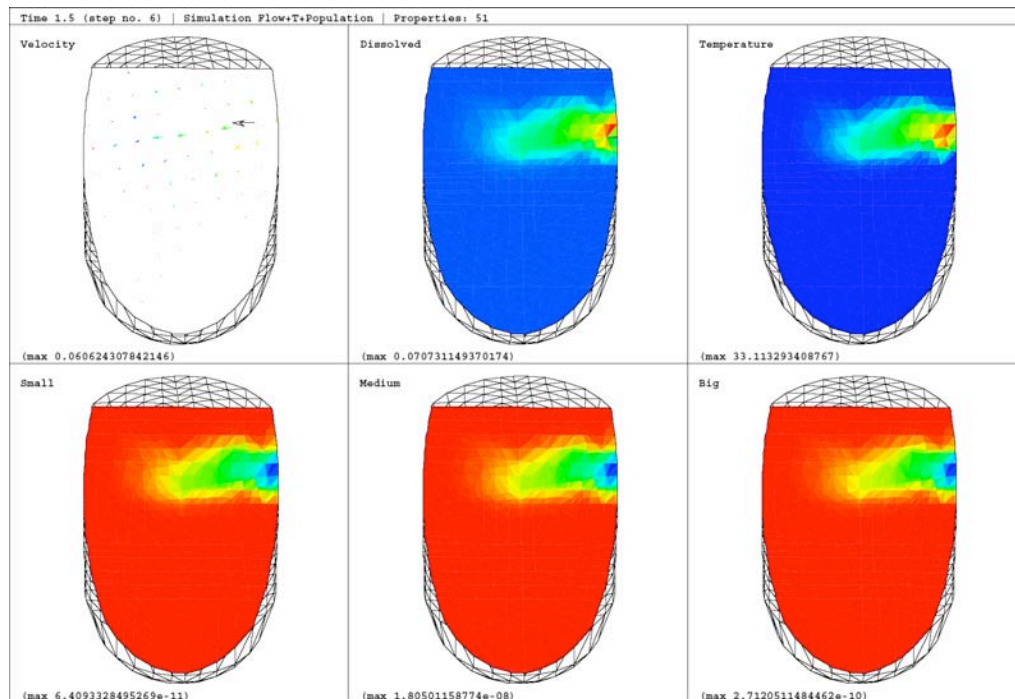 Time 1.5 (step no. 6) | Simulation Flow+T+Population | Properties: 51
Velocity
Dissolved
Temperature
(max 0.060624307842146)
(max 0.070731149370174)
(max 33.113293408767)
Small
Medium
Big
(max 6.4093328495269e-11)
(max 1.80501158774e-08)
(max 2.7120511484462e-10)